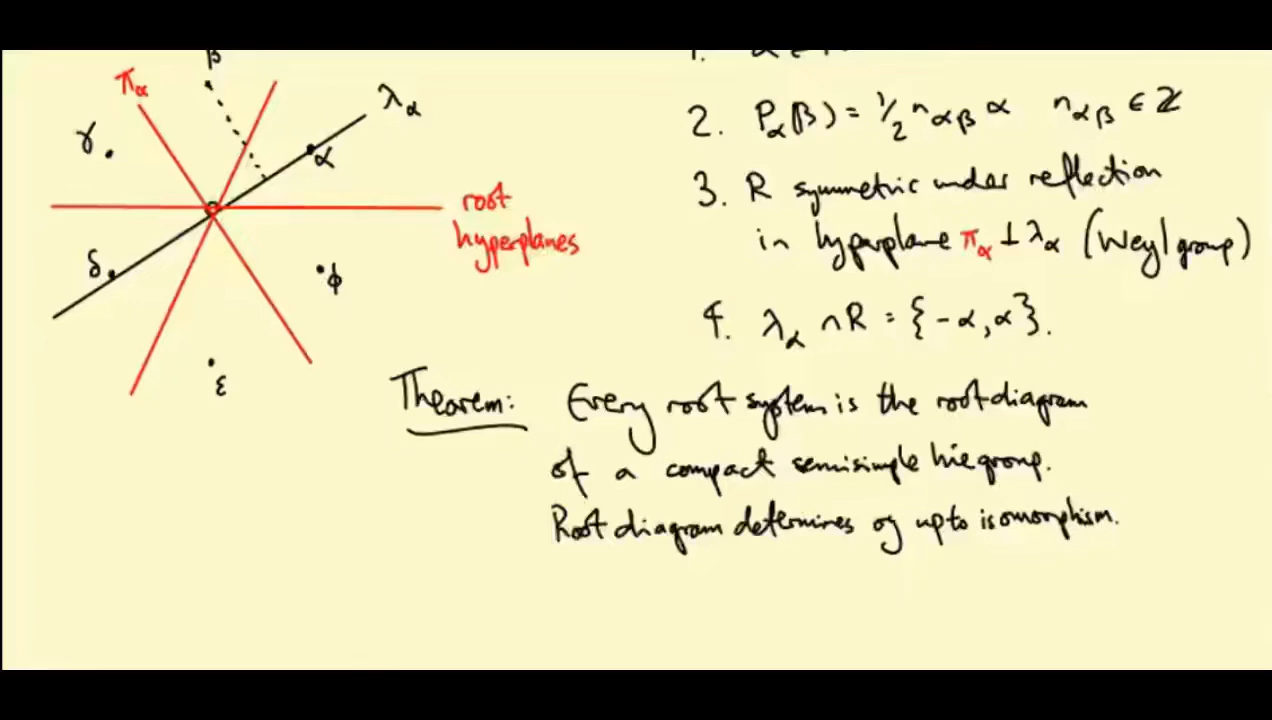 β
π_α
λ_α
γ
α
root
hyperplanes
δ
φ
ε
1. α ∈
2. P_α(β) = 1/2 n_αβ α n_αβ ∈ ℤ
3. R symmetric under reflection
in hyperplane π_α ⊥ λ_α (Weyl group)
4. λ_α ∩ R = {-α, α}.
Theorem: Every root system is the root diagram
of a compact semisimple Lie group.
Root diagram determines 𝔤 up to isomorphism.